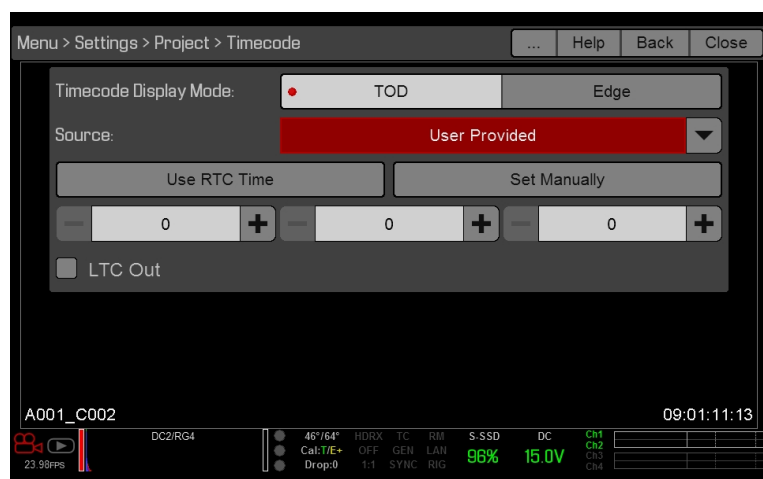 Menu > Settings > Project > Timecode ... Help Back Close
Timecode Display Mode: TOD Edge
Source: User Provided
Use RTC Time Set Manually
− 0 + − 0 + − 0 +
LTC Out
A001_C002 09:01:11:13
DC2/RG4 46°/64° HDRX TC RM S-SSD DC Ch1
Cal:T/E+ OFF GEN LAN 96% 15.0V Ch2
23.98FPS Drop:0 1:1 SYNC RIG Ch3
Ch4